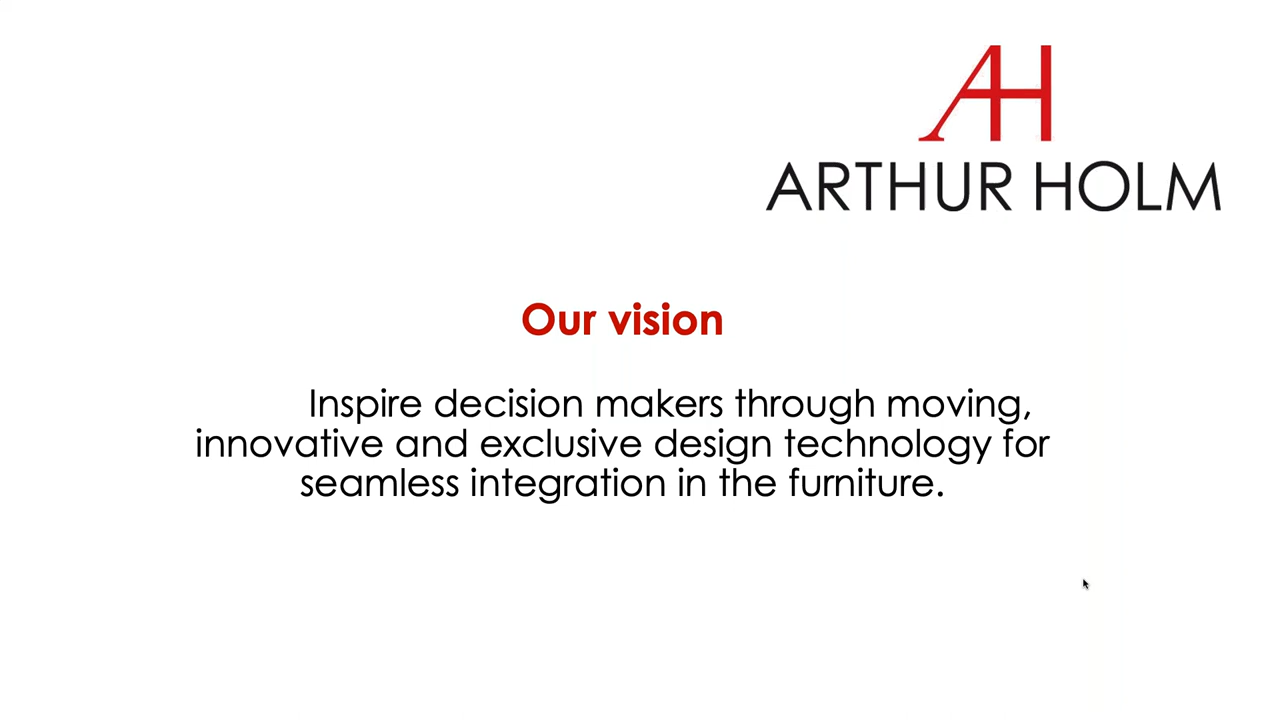 AH
ARTHUR HOLM
Our vision
Inspire decision makers through moving,
innovative and exclusive design technology for
seamless integration in the furniture.